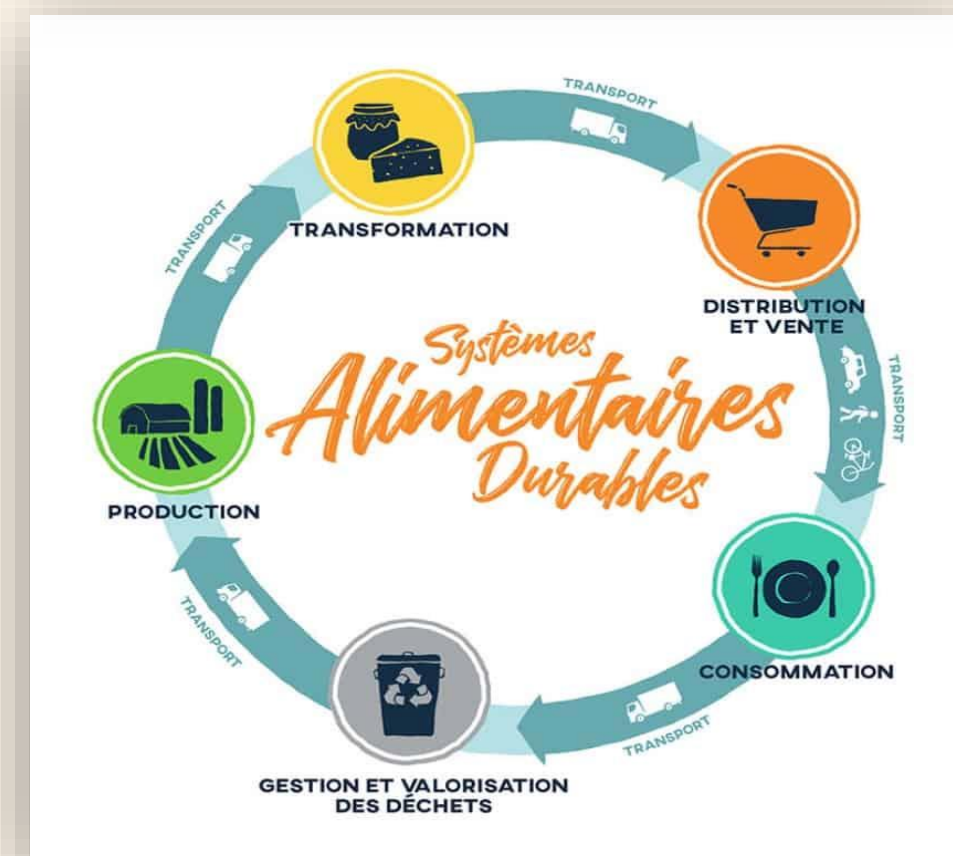 TRANSPORT
TRANSFORMATION
TRANSPORT
DISTRIBUTION
ET VENTE
Systèmes
Alimentaires
Durables
TRANSPORT
PRODUCTION
CONSOMMATION
TRANSPORT
TRANSPORT
GESTION ET VALORISATION
DES DÉCHETS